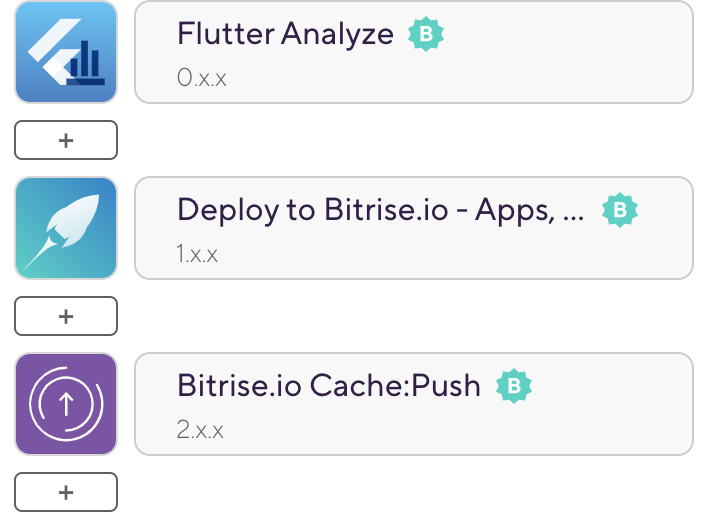 Flutter Analyze B
0.x.x
+
Deploy to Bitrise.io - Apps, ... B
1.x.x
+
Bitrise.io Cache:Push B
2.x.x
+